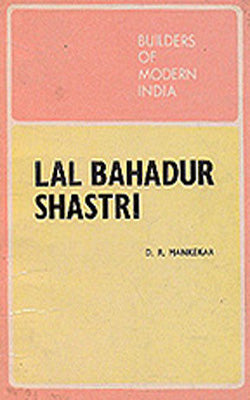 BUILDERS
OF
MODERN
INDIA
LAL BAHADUR
SHASTRI
D. R. MANKEKAR